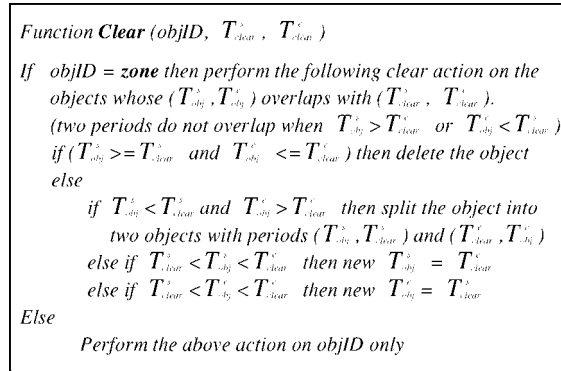 Function Clear (objID, T^s_clear , T^e_clear )
If objID = zone then perform the following clear action on the
objects whose (T^s_obj ,T^e_obj ) overlaps with (T^s_clear , T^e_clear ).
(two periods do not overlap when T^s_obj > T^e_clear or T^e_obj < T^s_clear )
if (T^s_obj >= T^s_clear and T^e_obj <= T^e_clear ) then delete the object
else
if T^s_obj < T^s_clear and T^e_obj > T^e_clear then split the object into
two objects with periods (T^s_obj ,T^s_clear ) and (T^e_clear ,T^e_obj )
else if T^s_clear < T^s_obj < T^e_clear then new T^s_obj = T^e_clear
else if T^s_clear < T^e_obj < T^e_clear then new T^e_obj = T^s_clear
Else
Perform the above action on objID only